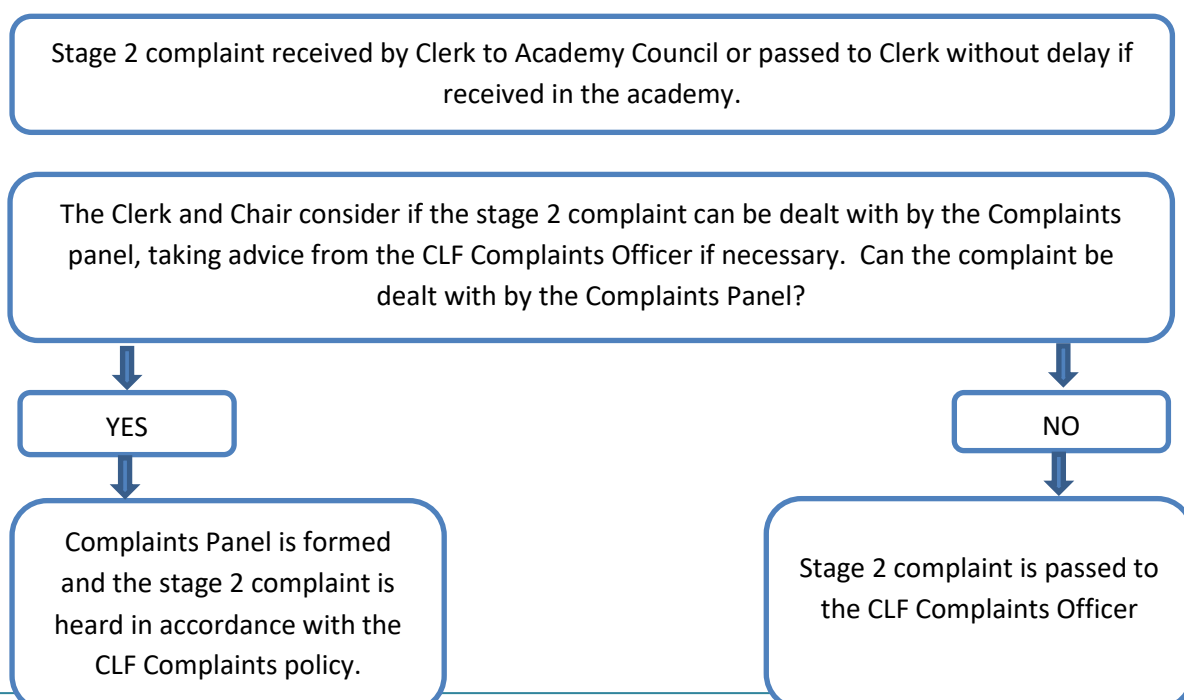 Stage 2 complaint received by Clerk to Academy Council or passed to Clerk without delay if
received in the academy.
The Clerk and Chair consider if the stage 2 complaint can be dealt with by the Complaints
panel, taking advice from the CLF Complaints Officer if necessary.  Can the complaint be
dealt with by the Complaints Panel?
YES
NO
Complaints Panel is formed
and the stage 2 complaint is
heard in accordance with the
CLF Complaints policy.
Stage 2 complaint is passed to
the CLF Complaints Officer